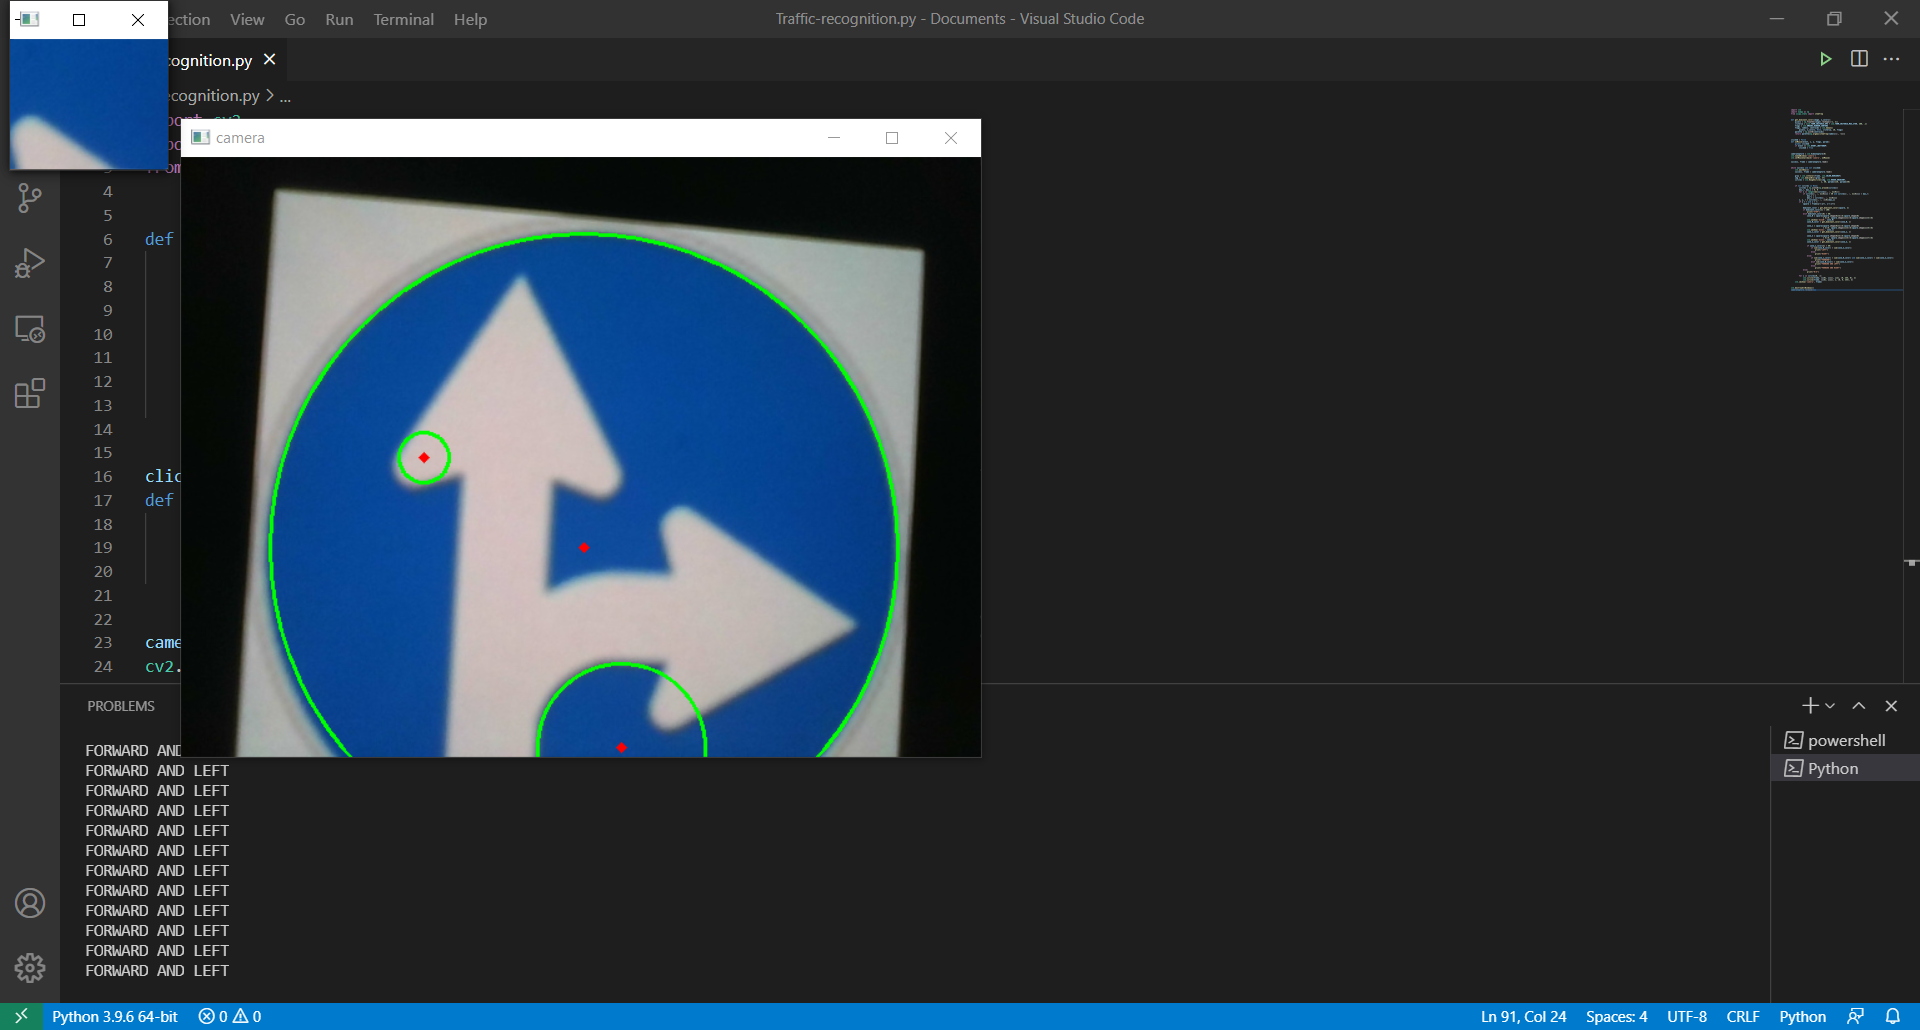 ection View Go Run Terminal Help
Traffic-recognition.py - Documents - Visual Studio Code
cognition.py
ecognition.py > ...
camera
4
5
6 def
7
8
9
10
11
12
13
14
15
16 clic
17 def
18
19
20
21
22
23 came
24 cv2.
PROBLEMS
powershell
Python
FORWARD AND
FORWARD AND LEFT
FORWARD AND LEFT
FORWARD AND LEFT
FORWARD AND LEFT
FORWARD AND LEFT
FORWARD AND LEFT
FORWARD AND LEFT
FORWARD AND LEFT
FORWARD AND LEFT
FORWARD AND LEFT
FORWARD AND LEFT
Python 3.9.6 64-bit 0 0 Ln 91, Col 24 Spaces: 4 UTF-8 CRLF Python